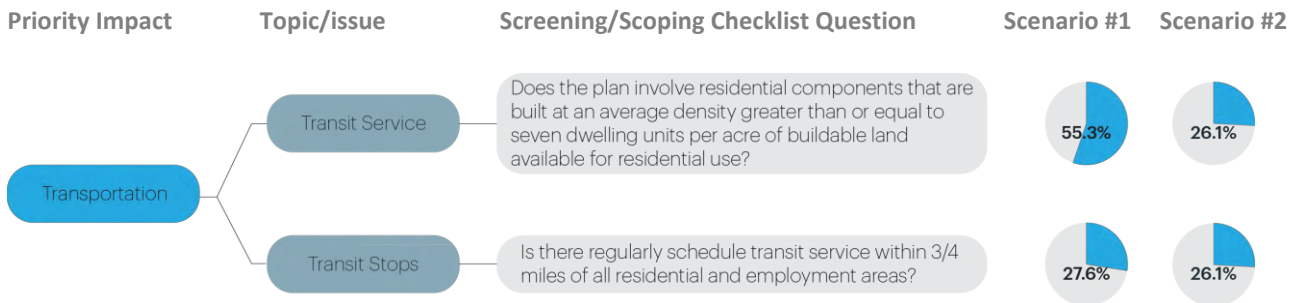 Priority Impact Topic/issue Screening/Scoping Checklist Question Scenario #1 Scenario #2
Does the plan involve residential components that are
built at an average density greater than or equal to
seven dwelling units per acre of buildable land
available for residential use?
Transit Service
55.3%
26.1%
Transportation
Is there regularly schedule transit service within 3/4
miles of all residential and employment areas?
Transit Stops
27.6%
26.1%